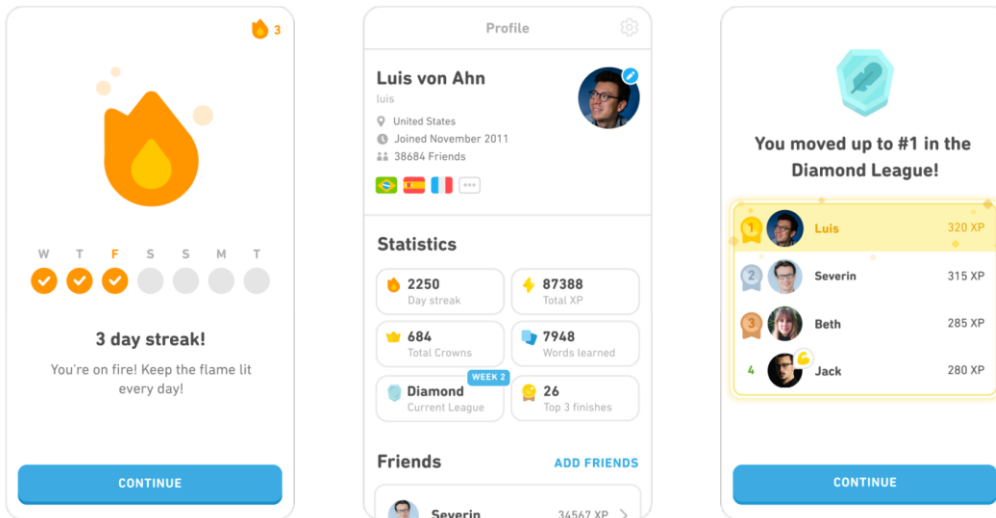 3
W T F S S M T
3 day streak!
You're on fire! Keep the flame lit
every day!
CONTINUE
Profile
Luis von Ahn
luis
United States
Joined November 2011
38684 Friends
Statistics
2250
Day streak
87388
Total XP
684
Total Crowns
7948
Words learned
WEEK 2
Diamond
Current League
26
Top 3 finishes
Friends
ADD FRIENDS
Severin 34567 XP
You moved up to #1 in the
Diamond League!
1 Luis 320 XP
2 Severin 315 XP
3 Beth 285 XP
4 Jack 280 XP
CONTINUE